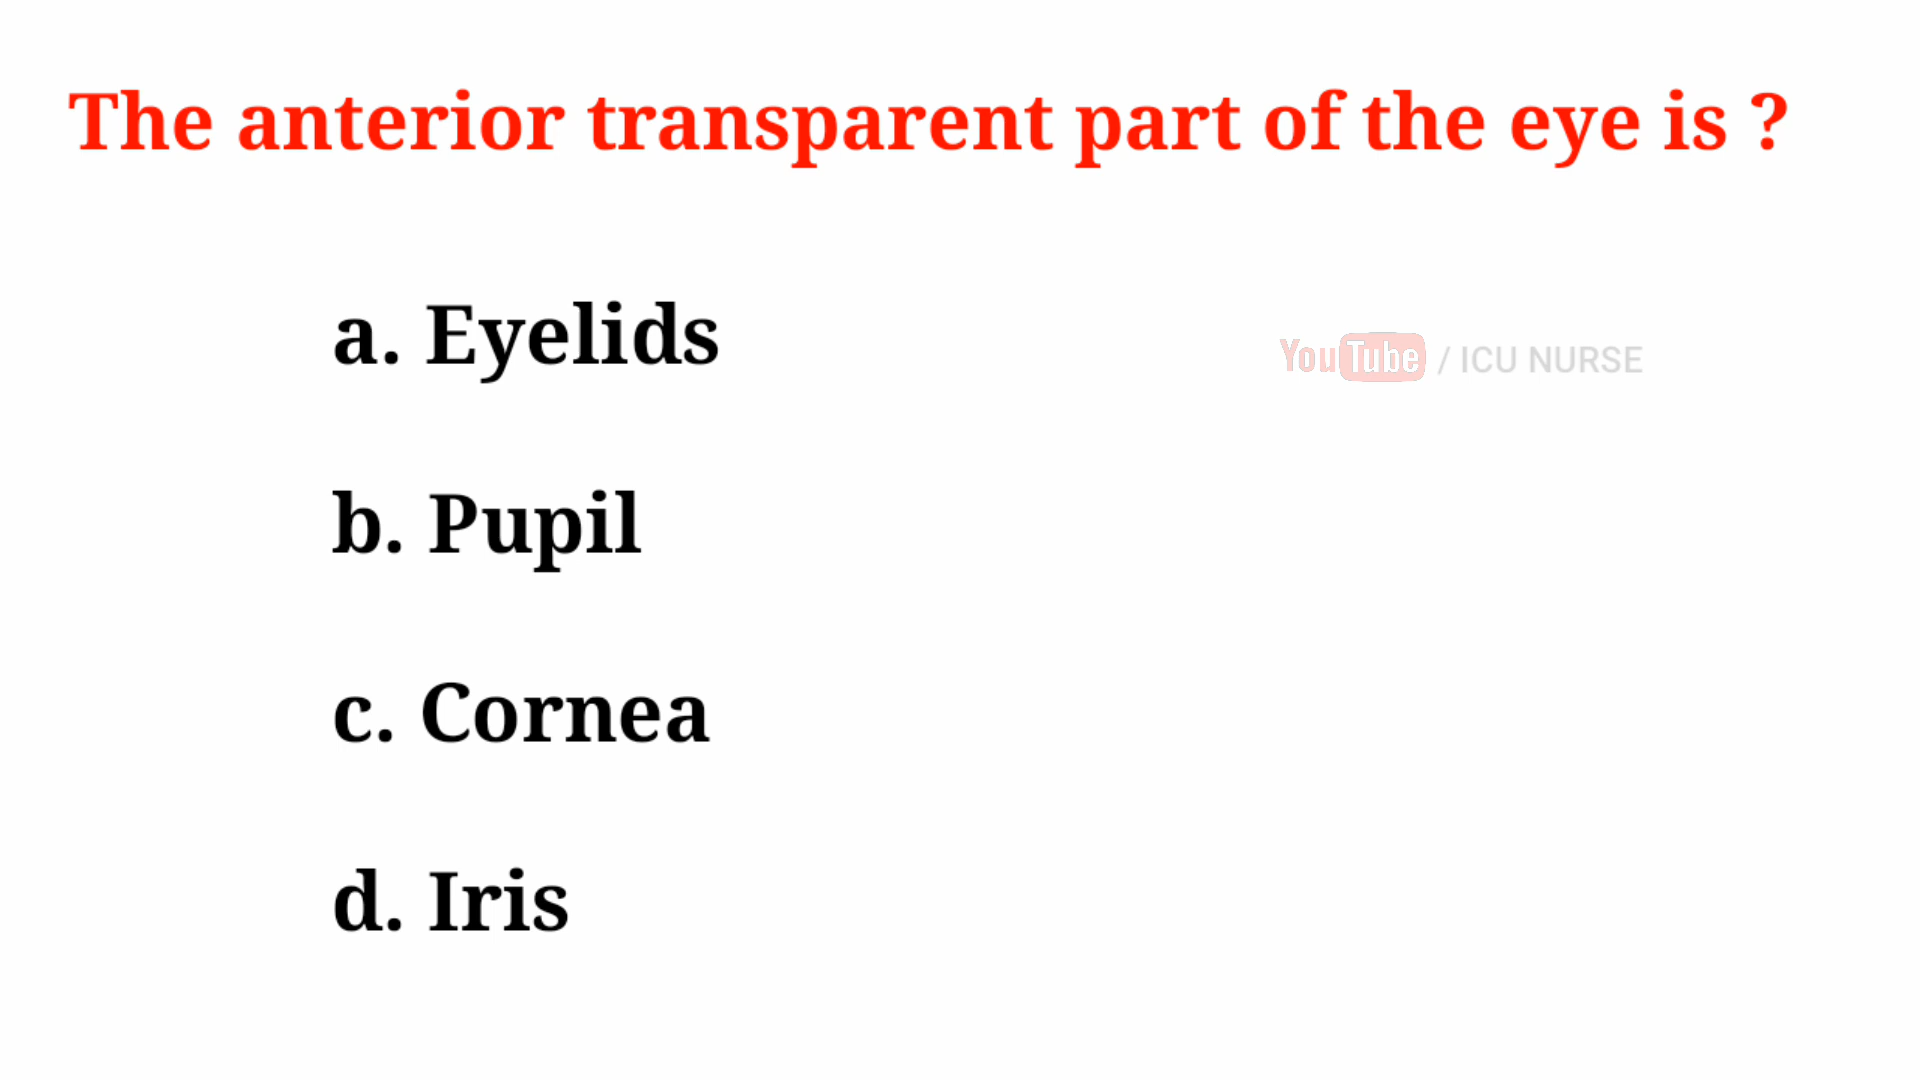 The anterior transparent part of the eye is ?
a. Eyelids
YouTube / ICU NURSE
b. Pupil
c. Cornea
d. Iris